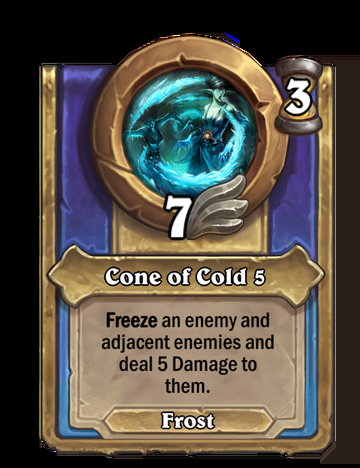 3
7
Cone of Cold 5
Freeze an enemy and
adjacent enemies and
deal 5 Damage to
them.
Frost